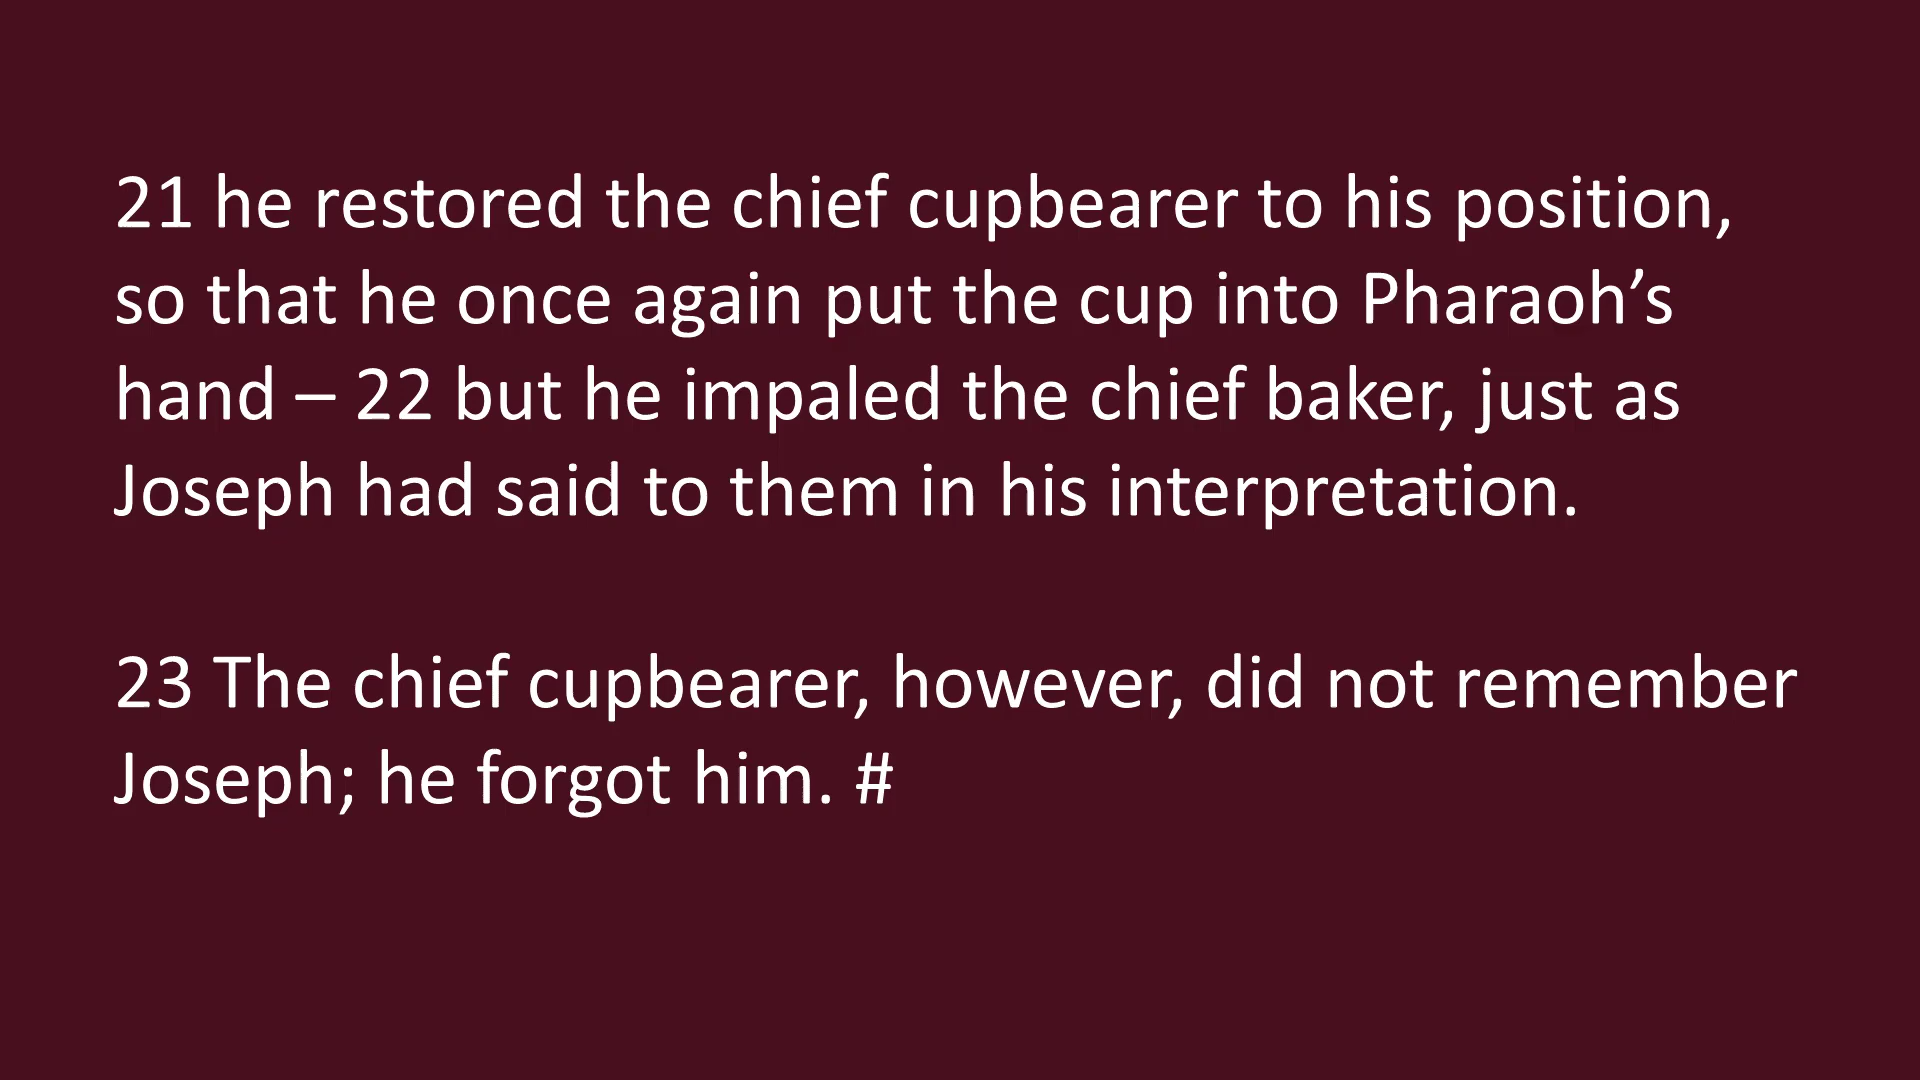 21 he restored the chief cupbearer to his position,
so that he once again put the cup into Pharaoh’s
hand – 22 but he impaled the chief baker, just as
Joseph had said to them in his interpretation.
23 The chief cupbearer, however, did not remember
Joseph; he forgot him. #